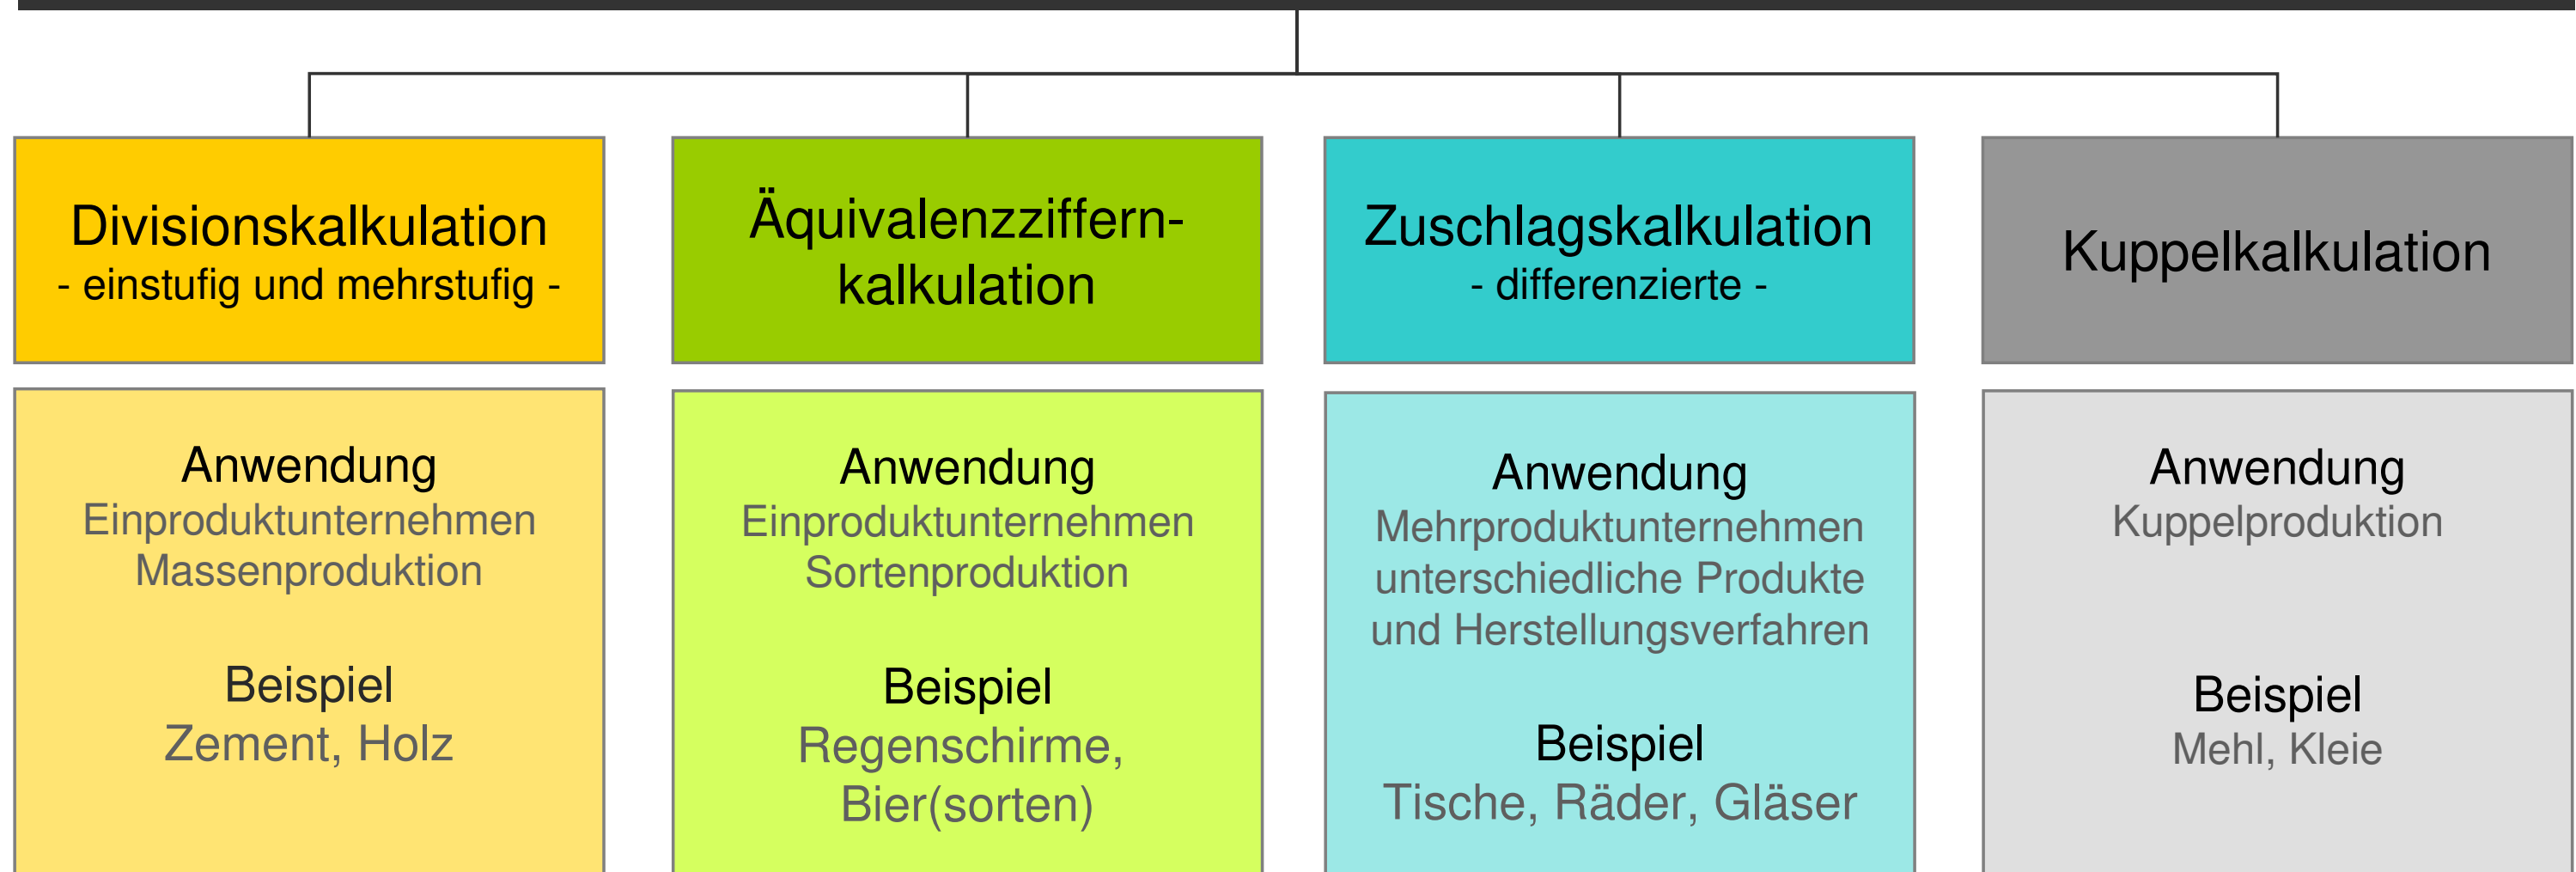 Divisionskalkulation
- einstufig und mehrstufig -
Anwendung
Einproduktunternehmen
Massenproduktion
Beispiel
Zement, Holz
Äquivalenzziffern-
kalkulation
Anwendung
Einproduktunternehmen
Sortenproduktion
Beispiel
Regenschirme,
Bier(sorten)
Zuschlagskalkulation
- differenzierte -
Anwendung
Mehrproduktunternehmen
unterschiedliche Produkte
und Herstellungsverfahren
Beispiel
Tische, Räder, Gläser
Kuppelkalkulation
Anwendung
Kuppelproduktion
Beispiel
Mehl, Kleie